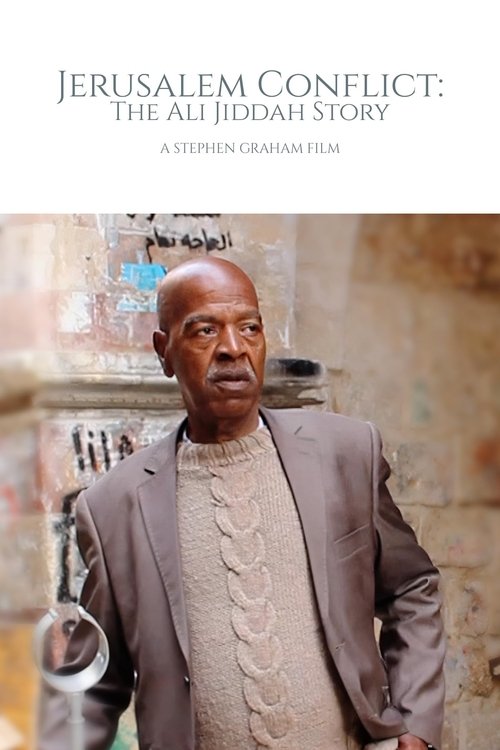 JERUSALEM CONFLICT:
THE ALI JIDDAH STORY
A STEPHEN GRAHAM FILM